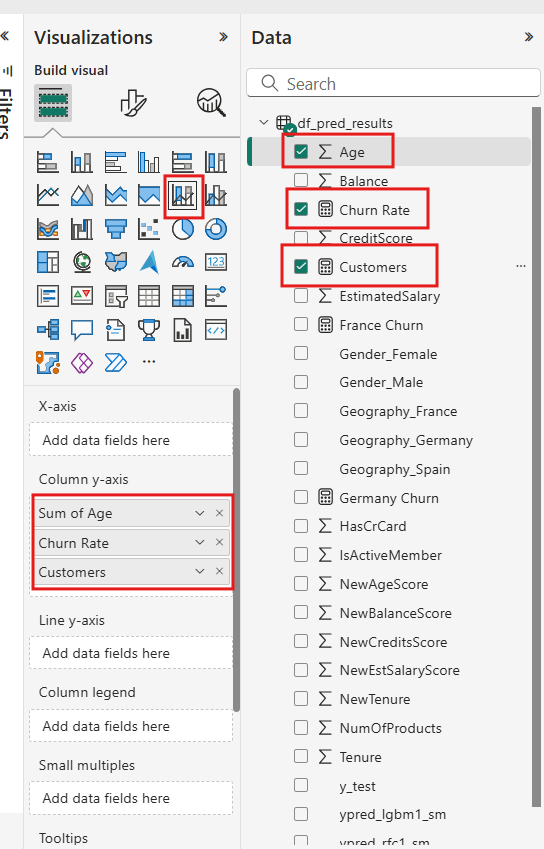 Filters
Visualizations
Build visual
123
X-axis
Add data fields here
Column y-axis
Sum of Age
Churn Rate
Customers
Line y-axis
Add data fields here
Column legend
Add data fields here
Small multiples
Add data fields here
Tooltips
Data
Search
df_pred_results
Age
Balance
Churn Rate
CreditScore
Customers
EstimatedSalary
France Churn
Gender_Female
Gender_Male
Geography_France
Geography_Germany
Geography_Spain
Germany Churn
HasCrCard
IsActiveMember
NewAgeScore
NewBalanceScore
NewCreditsScore
NewEstSalaryScore
NewTenure
NumOfProducts
Tenure
y_test
ypred_lgbm1_sm
ypred_rfc1_sm